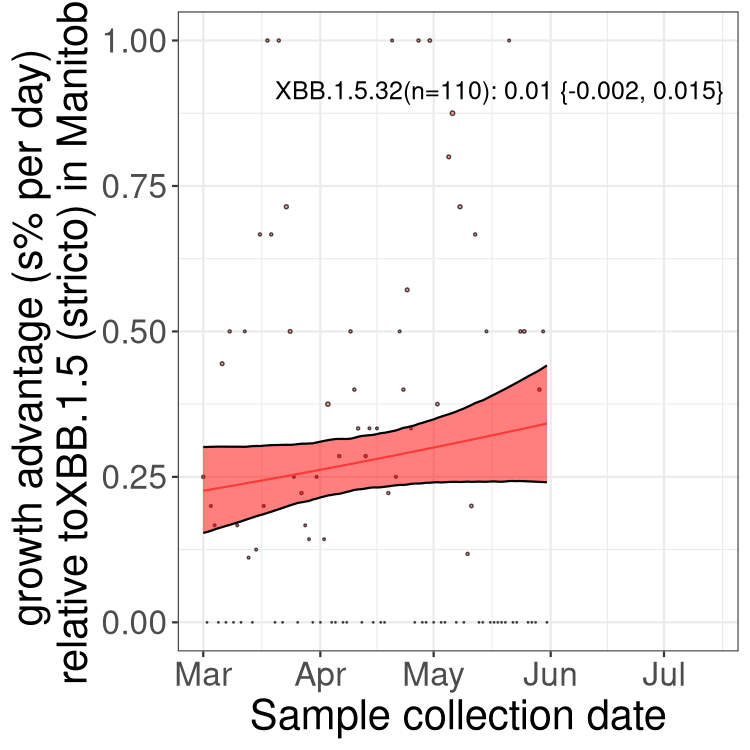 growth advantage (s% per day)
relative toXBB.1.5 (stricto) in Manitob
1.00
0.75
0.50
0.25
0.00
XBB.1.5.32(n=110): 0.01 {-0.002, 0.015}
Mar Apr May Jun Jul
Sample collection date